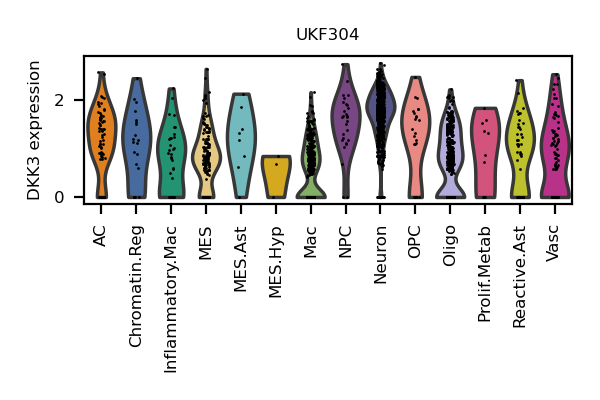 UKF304
DKK3 expression
2
0
AC
Chromatin.Reg
Inflammatory.Mac
MES
MES.Ast
MES.Hyp
Mac
NPC
Neuron
OPC
Oligo
Prolif.Metab
Reactive.Ast
Vasc